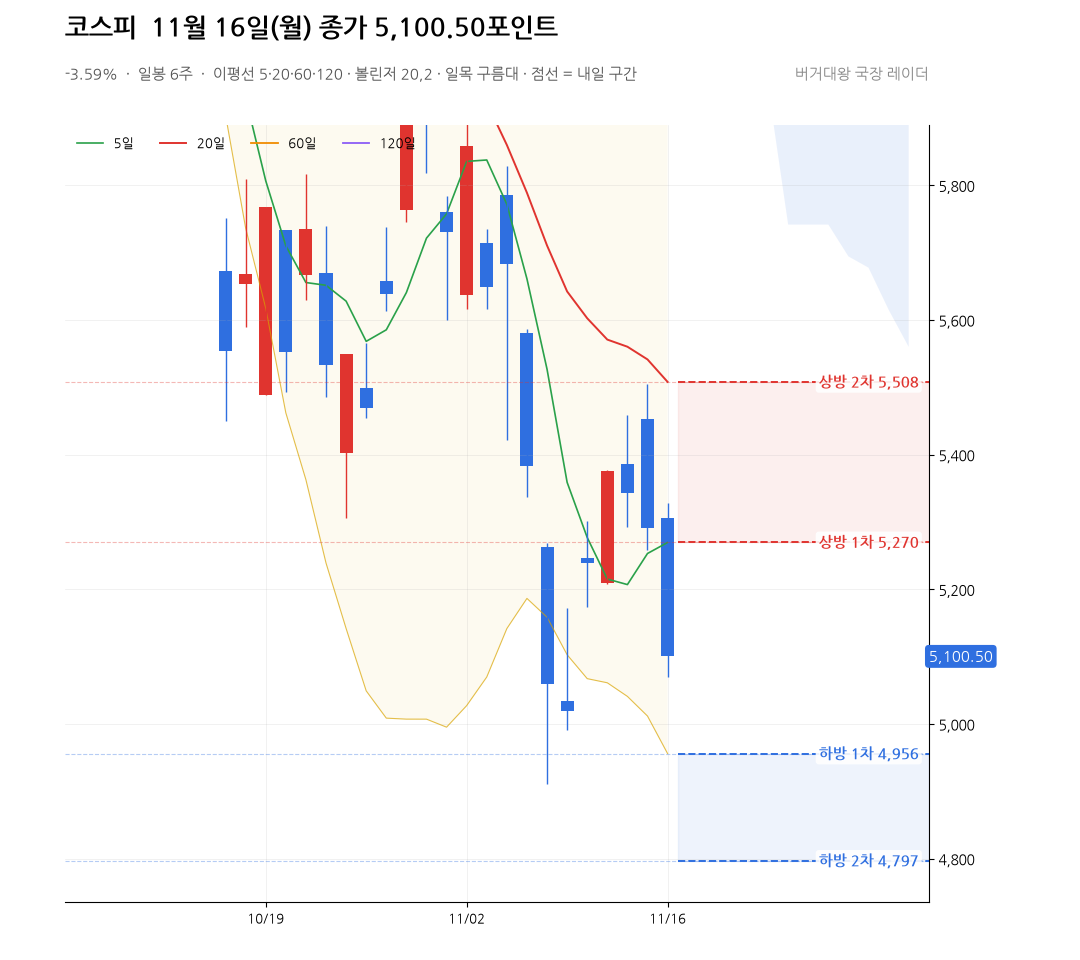 코스피 11월 16일(월) 종가 5,100.50포인트
-3.59% · 일봉 6주 · 이평선 5·20·60·120 · 볼린저 20,2 · 일목 구름대 · 점선 = 내일 구간
버거대왕 국장 레이더
5일 20일 60일 120일
5,800
5,600
상방 2차 5,508
5,400
상방 1차 5,270
5,200
5,100.50
5,000
하방 1차 4,956
하방 2차 4,797
4,800
10/19 11/02 11/16